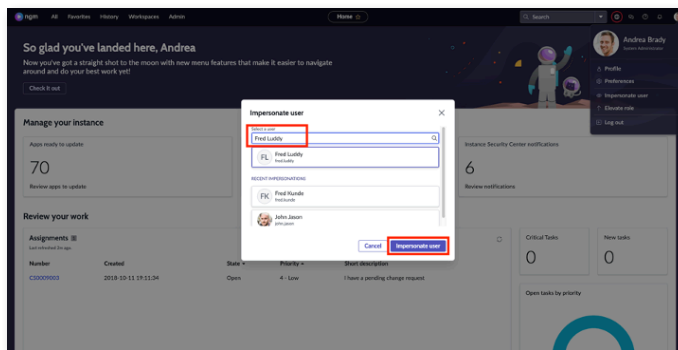 ngim All Favorites History Workspaces Admin
Home
Search
So glad you've landed here, Andrea
Now you've got a straight shot to the moon with new menu features that make it easier to navigate
around and do your best work yet!
Check it out
Andrea Brady
System Administrator
Profile
Preferences
Impersonate user
Elevate role
Log out
Manage your instance
Apps ready to update
70
Review apps to update
Instance Security Center notifications
6
Review notifications
Impersonate user
Select a user
Fred Luddy
FL Fred Luddy
fred.luddy
RECENT IMPERSONATIONS
FK Fred Kunde
fred.kunde
John Jason
john.jason
Cancel Impersonate user
Review your work
Assignments
Last refreshed 2m ago.
Number Created State Priority Short description
CS0009003 2018-10-11 19:11:34 Open 4 - Low I have a pending change request
Critical Tasks
0
New tasks
0
Open tasks by priority